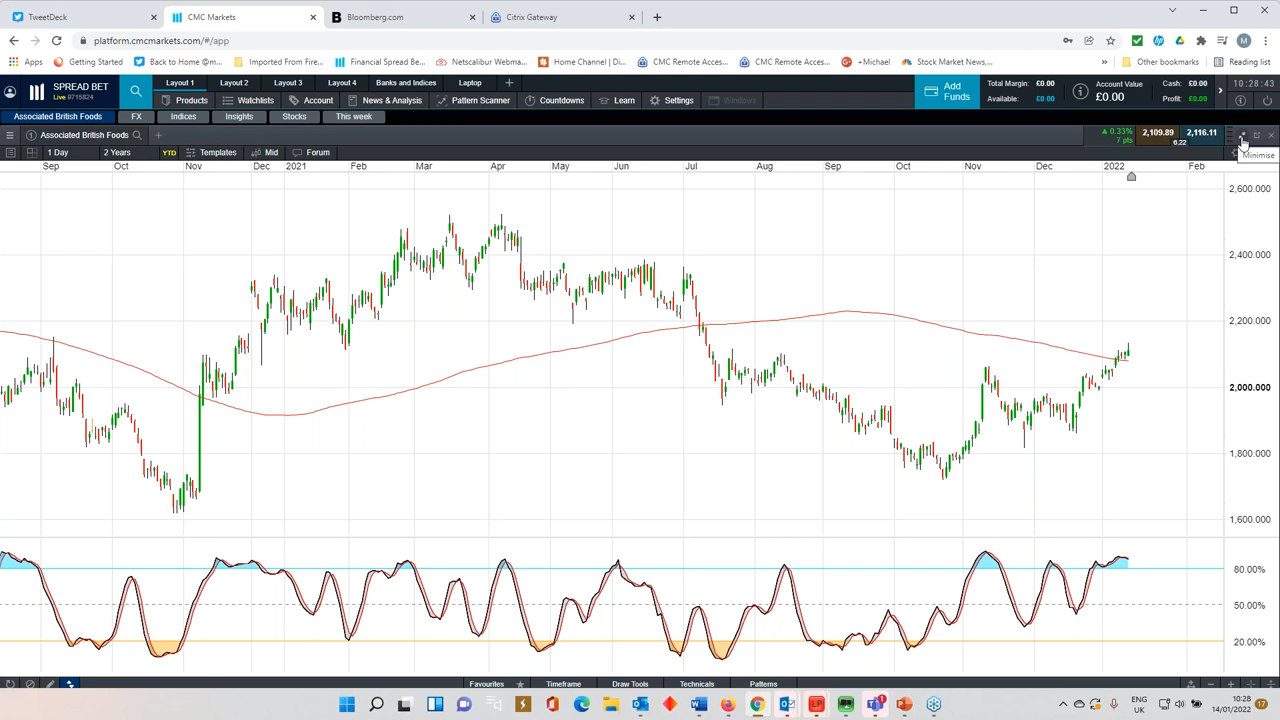 TweetDeck
CMC Markets
Bloomberg.com
Citrix Gateway
platform.cmcmarkets.com/#/app
M
Apps Getting Started Back to Home @m... Imported From Fire... Financial Spread Be... Netscalibur Webma... Home Channel | Di... CMC Remote Acces... CMC Remote Acces... +Michael Stock Market News,... » Other bookmarks Reading list
SPREAD BET
Live 9715824
Layout 1 Layout 2 Layout 3 Layout 4 Banks and Indices Laptop
Products Watchlists Account News & Analysis Pattern Scanner Countdowns Learn Settings Windows
Add Funds
Total Margin: £0.00
Available: £0.00
Account Value
£0.00
Cash: £0.00
Profit: £0.00
10:28:43
Associated British Foods FX Indices Insights Stocks This week
1 Associated British Foods
0.33%
7 pts
2,109.89 2,116.11
6.22
Minimise
1 Day 2 Years YTD Templates Mid Forum
Sep Oct Nov Dec 2021 Feb Mar Apr May Jun Jul Aug Sep Oct Nov Dec 2022 Feb
2,600.000
2,400.000
2,200.000
2,000.000
1,800.000
1,600.000
80.00%
50.00%
20.00%
Favourites Timeframe Draw Tools Technicals Patterns
ENG
UK
10:28
14/01/2022